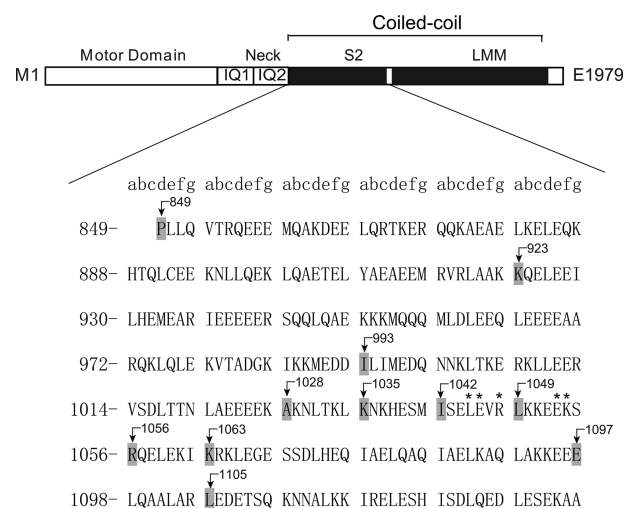 Coiled-coil
Motor Domain Neck S2 LMM
M1 IQ1 IQ2 E1979
abcdefg abcdefg abcdefg abcdefg abcdefg abcdefg
849
849– PLLQ VTRQEEE MQAKDEE LQRTKER QQKAEAE LKELEQK
923
888– HTQLCEE KNLLQEK LQAETEL YAEAEEM RVRLAAK KQELEEI
930– LHEMEAR IEEEEER SQQLQAE KKKMQQQ MLDLEEQ LEEEEAA
993
972– RQKLQLE KVTADGK IKKMEDD ILIMEDQ NNKLTKE RKLLEER
1028 1035 1042 ** * 1049 **
1014– VSDLTTN LAEEEEK AKNLTKL KNKHESM ISELEVR LKKEEKS
1056 1063 1097
1056– RQELEKI KRKLEGE SSDLHEQ IAELQAQ IAELKAQ LAKKEEE
1105
1098– LQAALAR LEDETSQ KNNALKK IRELESH ISDLQED LESEKAA